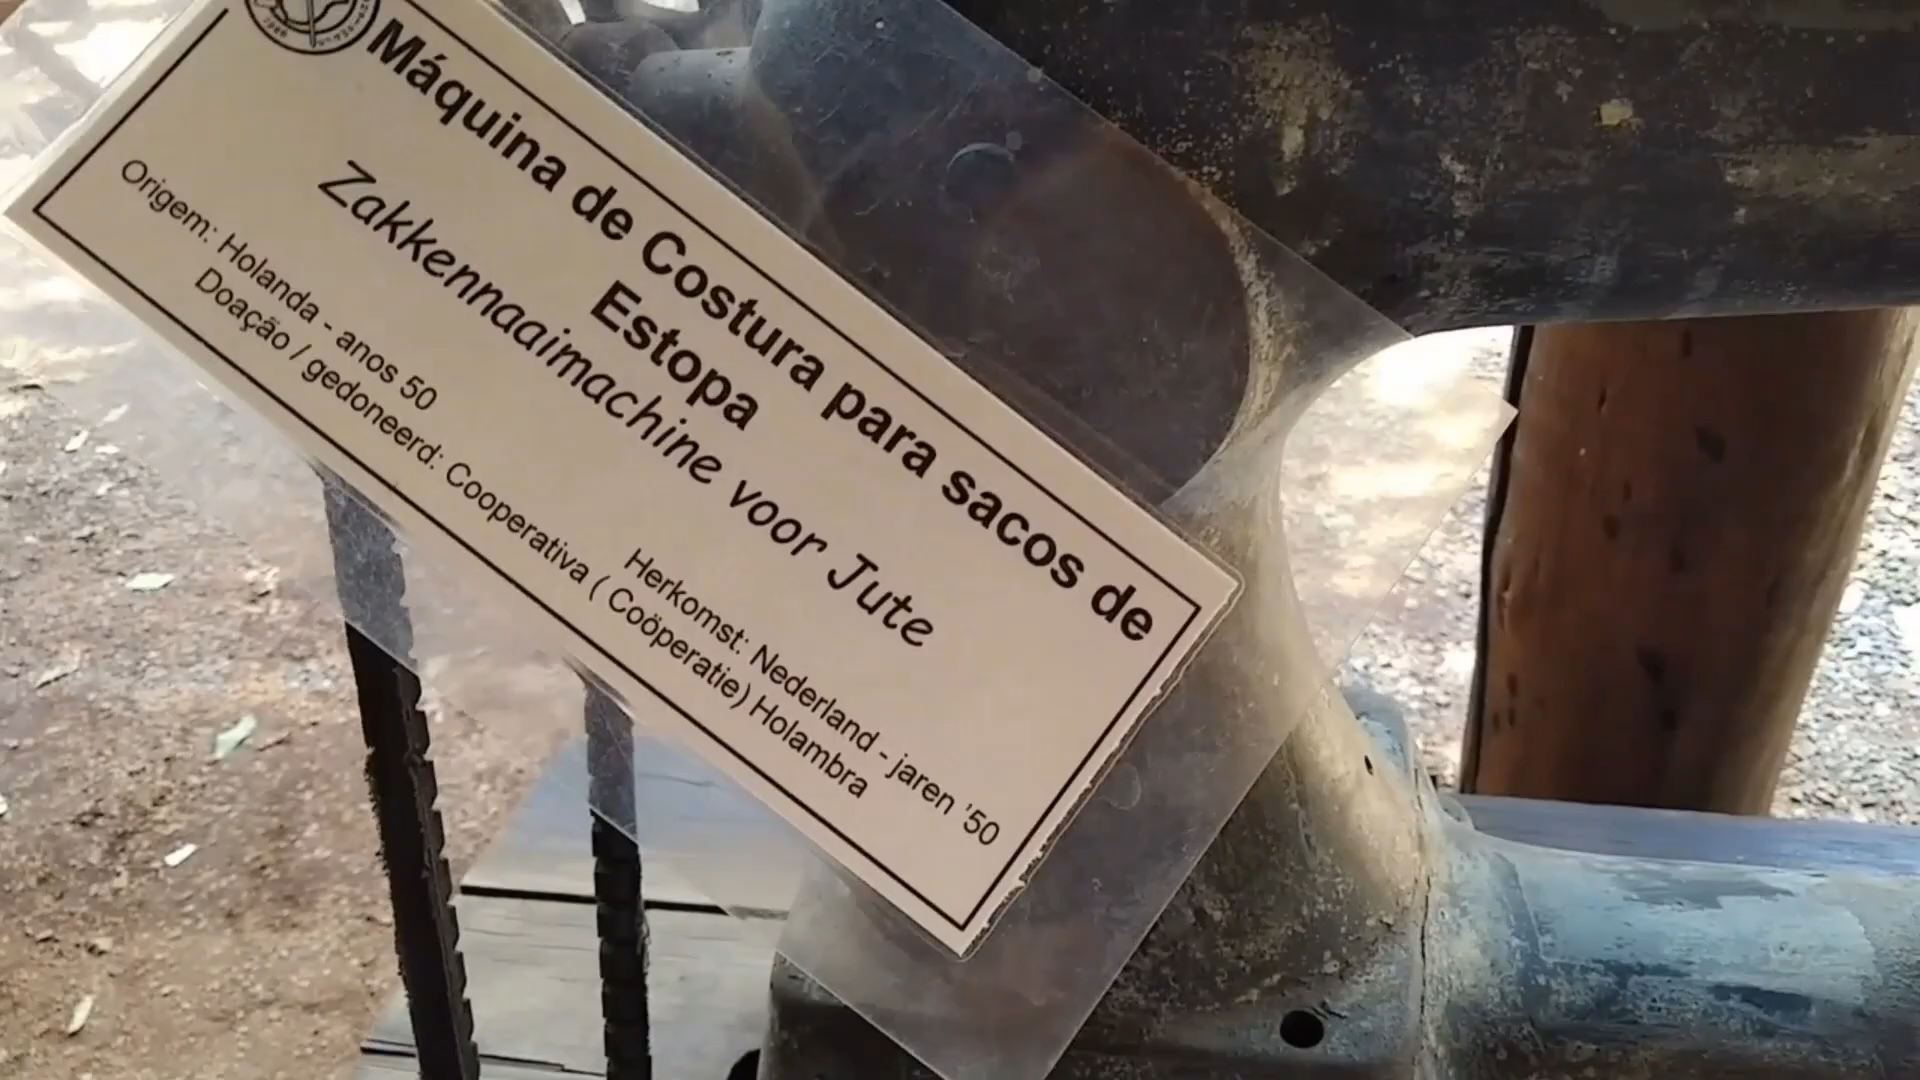 Máquina de Costura para sacos de
Estopa
Zakkennaaimachine voor Jute
Origem: Holanda - anos 50
Herkomst: Nederland - jaren '50
Doação / gedoneerd: Cooperativa ( Coöperatie) Holambra